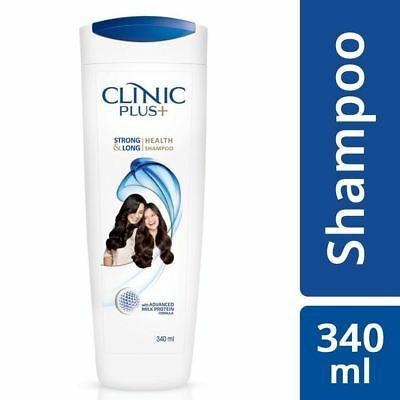 CLINIC
PLUS+
STRONG
& LONG
HEALTH
SHAMPOO
with ADVANCED
MILK PROTEIN
FORMULA
340 ml
Shampoo
340
ml